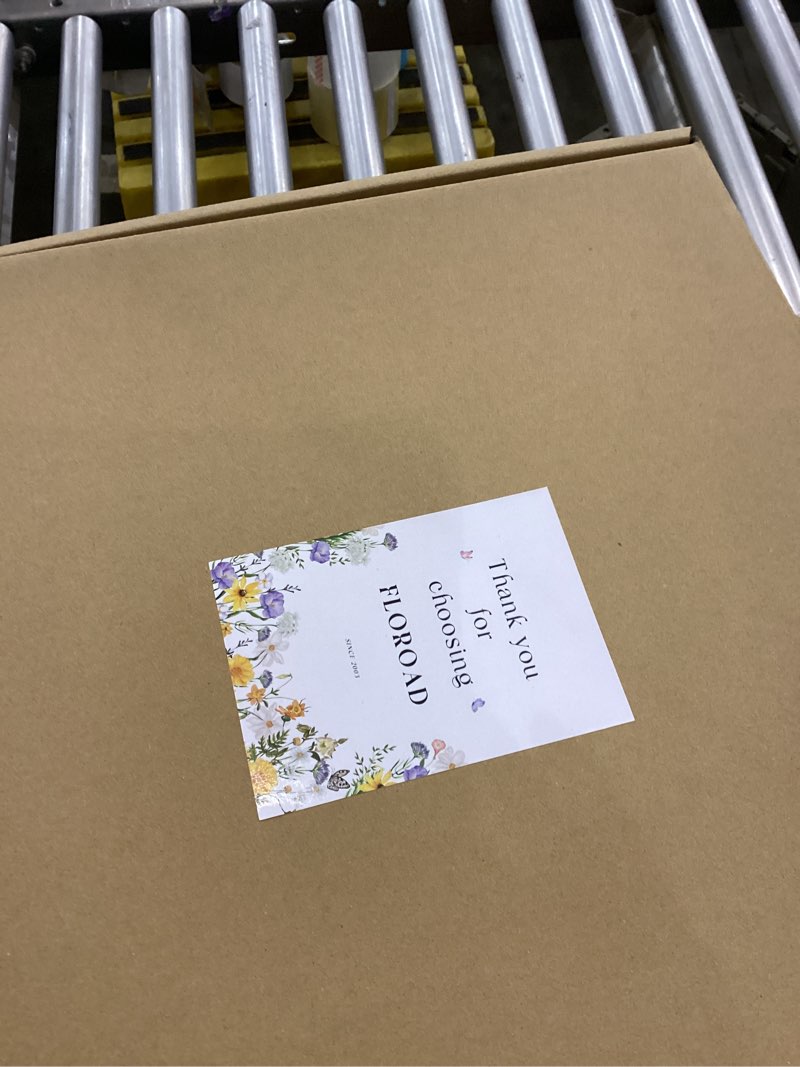 Thank you
for
choosing
FLOROAD
SINCE 2003